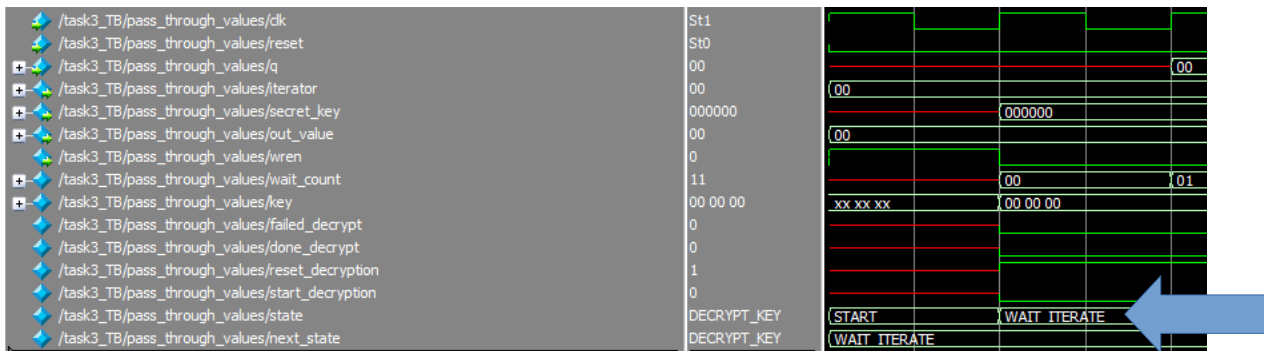 /task3_TB/pass_through_values/clk St1
/task3_TB/pass_through_values/reset St0
/task3_TB/pass_through_values/q 00 00
/task3_TB/pass_through_values/iterator 00 00
/task3_TB/pass_through_values/secret_key 000000 000000
/task3_TB/pass_through_values/out_value 00 00
/task3_TB/pass_through_values/wren 0
/task3_TB/pass_through_values/wait_count 11 00 01
/task3_TB/pass_through_values/key 00 00 00 xx xx xx 00 00 00
/task3_TB/pass_through_values/failed_decrypt 0
/task3_TB/pass_through_values/done_decrypt 0
/task3_TB/pass_through_values/reset_decryption 1
/task3_TB/pass_through_values/start_decryption 0
/task3_TB/pass_through_values/state DECRYPT_KEY START WAIT_ITERATE
/task3_TB/pass_through_values/next_state DECRYPT_KEY WAIT_ITERATE